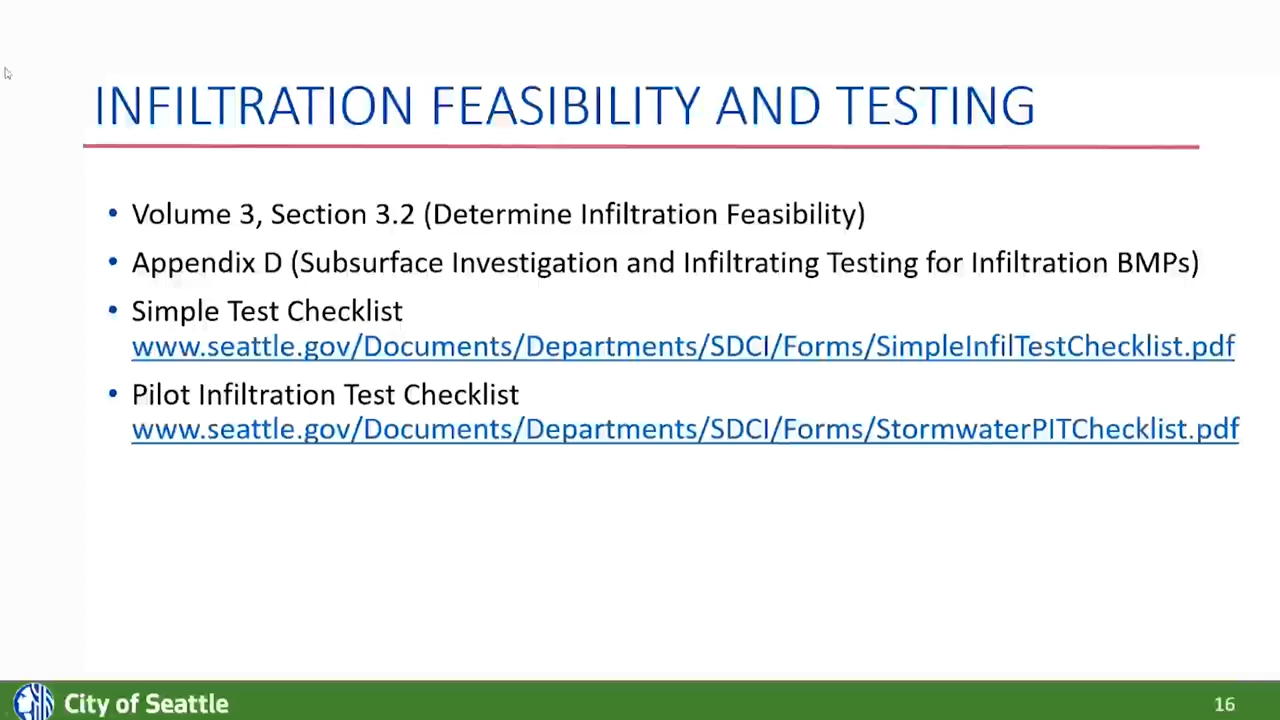 INFILTRATION FEASIBILITY AND TESTING
• Volume 3, Section 3.2 (Determine Infiltration Feasibility)
• Appendix D (Subsurface Investigation and Infiltrating Testing for Infiltration BMPs)
• Simple Test Checklist
www.seattle.gov/Documents/Departments/SDCI/Forms/SimpleInfilTestChecklist.pdf
• Pilot Infiltration Test Checklist
www.seattle.gov/Documents/Departments/SDCI/Forms/StormwaterPITChecklist.pdf
City of Seattle
16